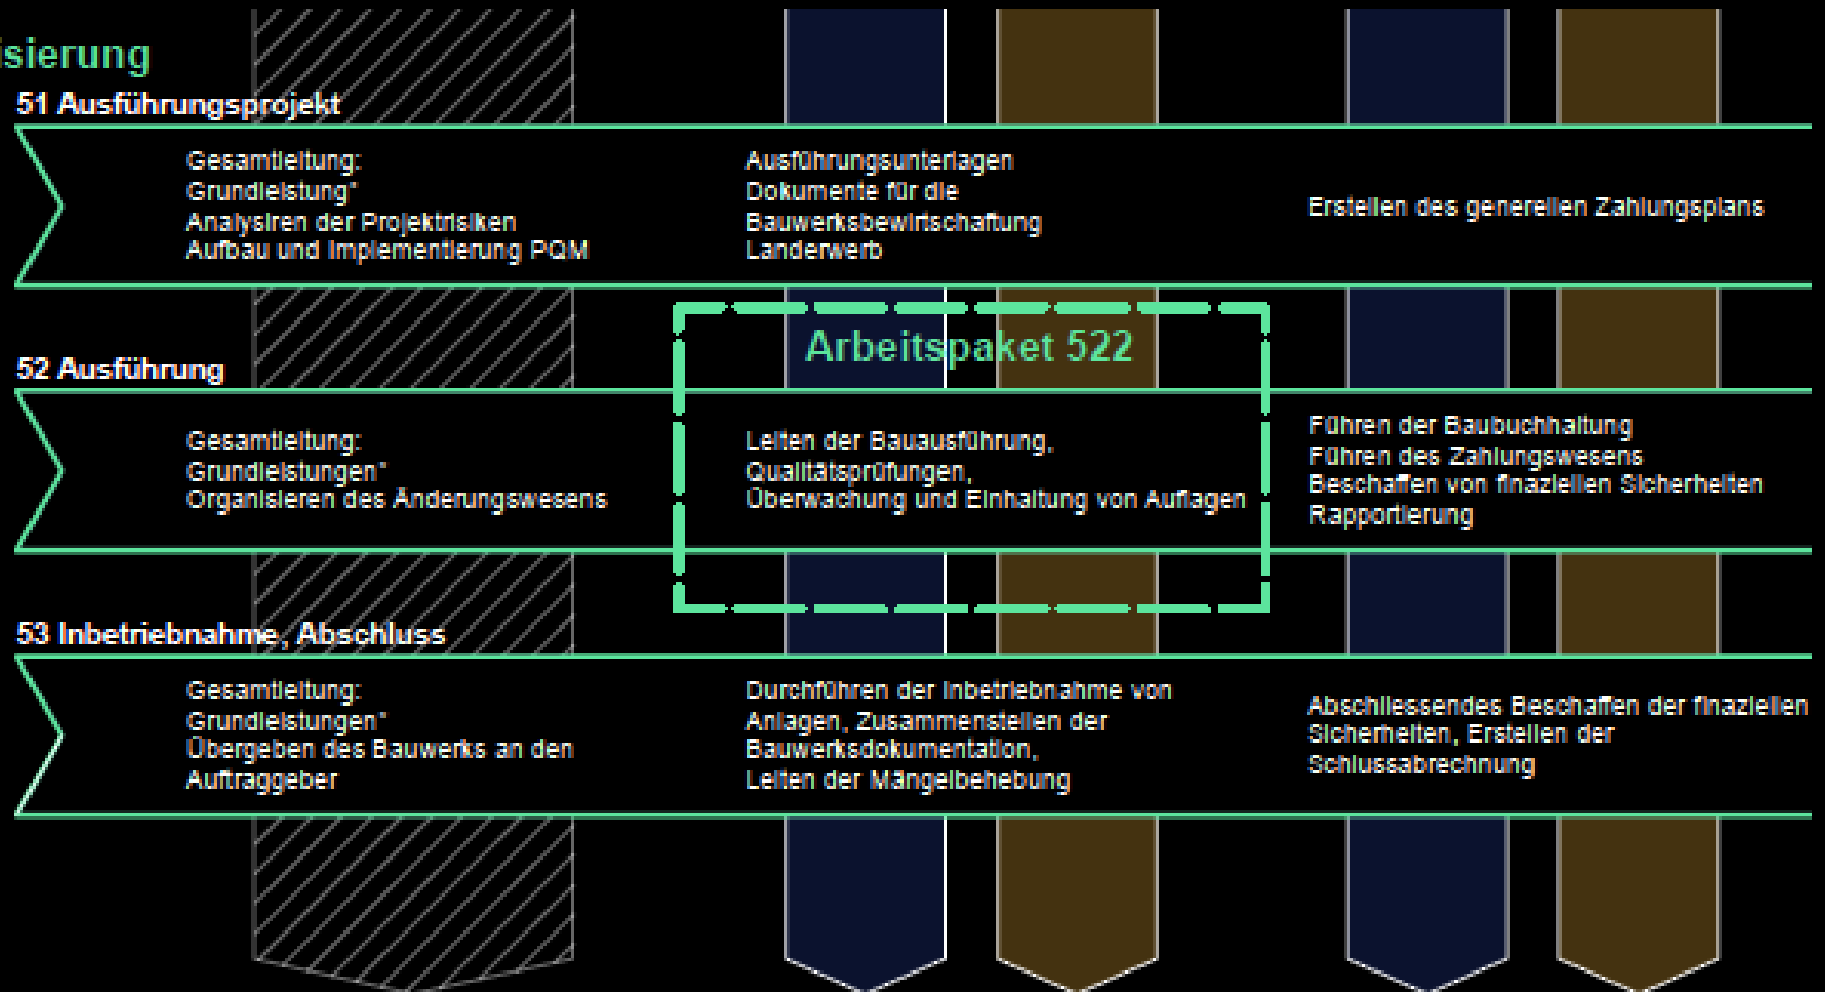 isierung
51 Ausführungsprojekt
Gesamtleitung:
Grundleistung*
Analysiren der Projektrisiken
Aufbau und Implementierung PQM
Ausführungsunterlagen
Dokumente für die
Bauwerksbewirtschaftung
Landerwerb
Erstellen des generellen Zahlungsplans
Arbeitspaket 522
52 Ausführung
Gesamtleitung:
Grundleistungen*
Organisieren des Änderungswesens
Leiten der Bauausführung,
Qualitätsprüfungen,
Überwachung und Einhaltung von Auflagen
Führen der Baubuchhaltung
Führen des Zahlungswesens
Beschaffen von finaziellen Sicherheiten
Rapportierung
53 Inbetriebnahme, Abschluss
Gesamtleitung:
Grundleistungen*
Übergeben des Bauwerks an den
Auftraggeber
Durchführen der Inbetriebnahme von
Anlagen, Zusammenstellen der
Bauwerksdokumentation,
Leiten der Mängelbehebung
Abschliessendes Beschaffen der finaziellen
Sicherheiten, Erstellen der
Schlussabrechnung